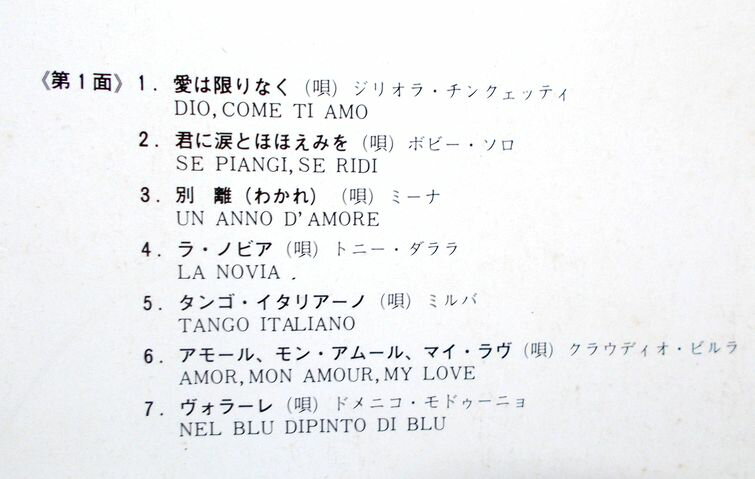 《第1面》1. 愛は限りなく (唄) ジリオラ・チンクェッティ
DIO, COME TI AMO
2. 君に涙とほほえみを (唄) ボビー・ソロ
SE PIANGI, SE RIDI
3. 別 離 (わかれ) (唄) ミーナ
UN ANNO D'AMORE
4. ラ・ノビア (唄) トニー・ダララ
LA NOVIA
5. タンゴ・イタリアーノ (唄) ミルバ
TANGO ITALIANO
6. アモール、モン・アムール、マイ・ラヴ (唄) クラウディオ・ビルラ
AMOR, MON AMOUR, MY LOVE
7. ヴォラーレ (唄) ドメニコ・モドゥーニョ
NEL BLU DIPINTO DI BLU